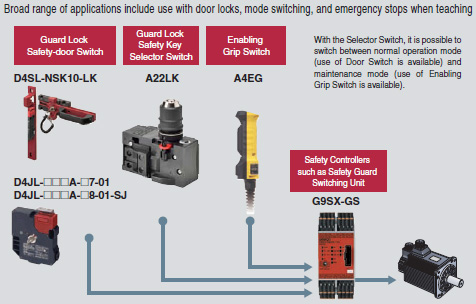 Broad range of applications include use with door locks, mode switching, and emergency stops when teaching
Guard Lock
Safety-door Switch
Guard Lock
Safety Key
Selector Switch
Enabling
Grip Switch
With the Selector Switch, it is possible to
switch between normal operation mode
(use of Door Switch is available) and
maintenance mode (use of Enabling
Grip Switch is available).
D4SL-NSK10-LK
A22LK
A4EG
D4JL-□□□A-□7-01
D4JL-□□□A-□8-01-SJ
Safety Controllers
such as Safety Guard
Switching Unit
G9SX-GS